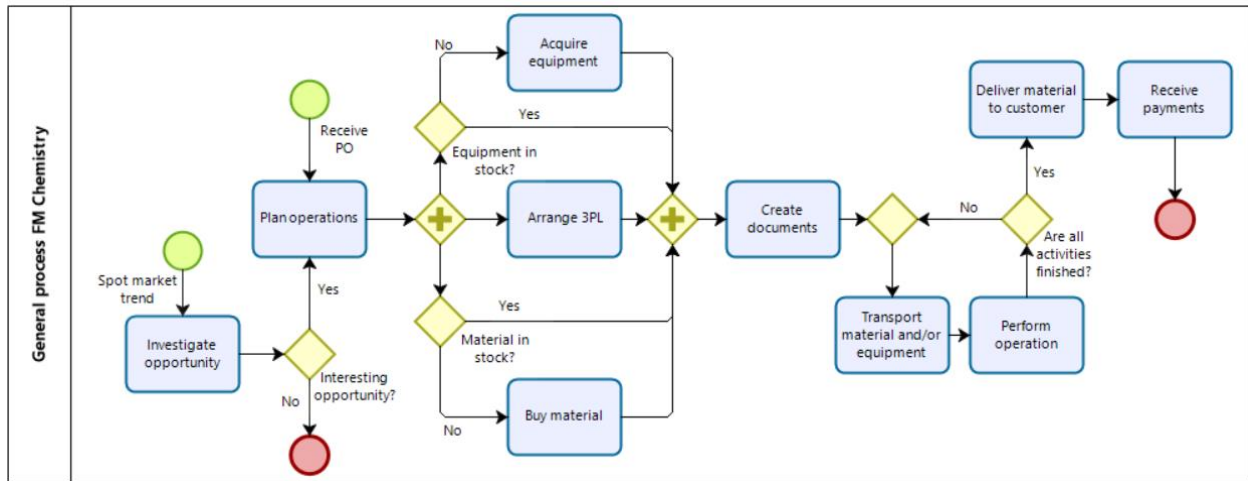 General process FM Chemistry
Spot market
trend
Investigate
opportunity
Interesting
opportunity?
Yes
No
Receive
PO
Plan operations
Equipment in
stock?
No
Yes
Acquire
equipment
Arrange 3PL
Material in
stock?
Yes
No
Buy material
Create
documents
Transport
material and/or
equipment
Perform
operation
Are all
activities
finished?
No
Yes
Deliver material
to customer
Receive
payments